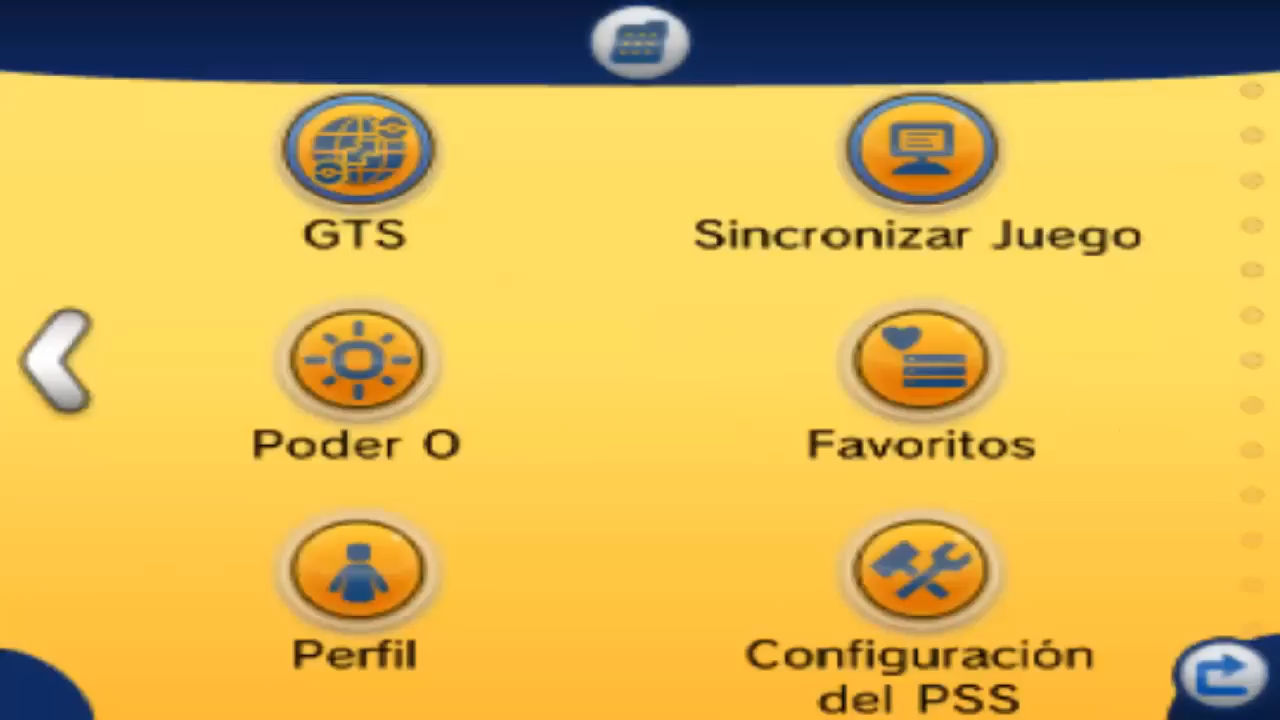 GTS
Sincronizar Juego
Poder O
Favoritos
Perfil
Configuración
del PSS